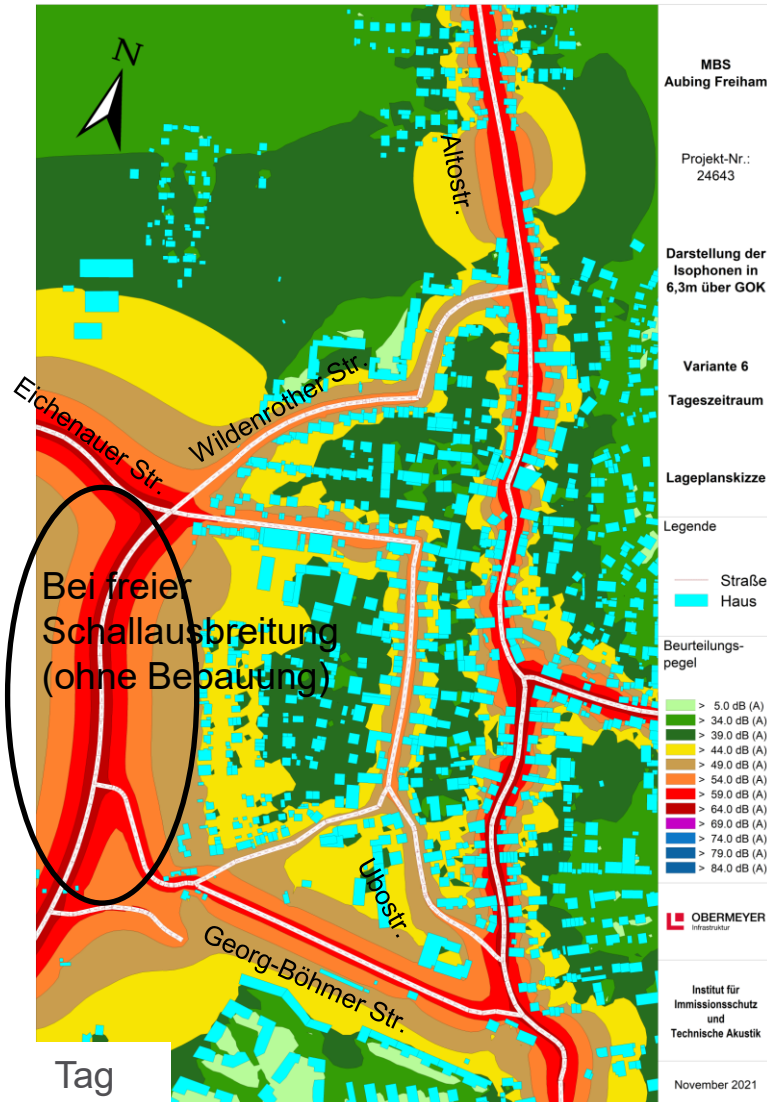 N
Altostr.
Wildenrother Str.
Eichenauer Str.
Bei freier
Schallausbreitung
(ohne Bebauung)
Ubostr.
Georg-Böhmer Str.
Tag
MBS
Aubing Freiham
Projekt-Nr.:
24643
Darstellung der
Isophonen in
6,3m über GOK
Variante 6
Tageszeitraum
Lageplanskizze
Legende
Straße
Haus
Beurteilungs-
pegel
> 5.0 dB (A)
> 34.0 dB (A)
> 39.0 dB (A)
> 44.0 dB (A)
> 49.0 dB (A)
> 54.0 dB (A)
> 59.0 dB (A)
> 64.0 dB (A)
> 69.0 dB (A)
> 74.0 dB (A)
> 79.0 dB (A)
> 84.0 dB (A)
OBERMEYER
Infrastruktur
Institut für
Immissionsschutz
und
Technische Akustik
November 2021